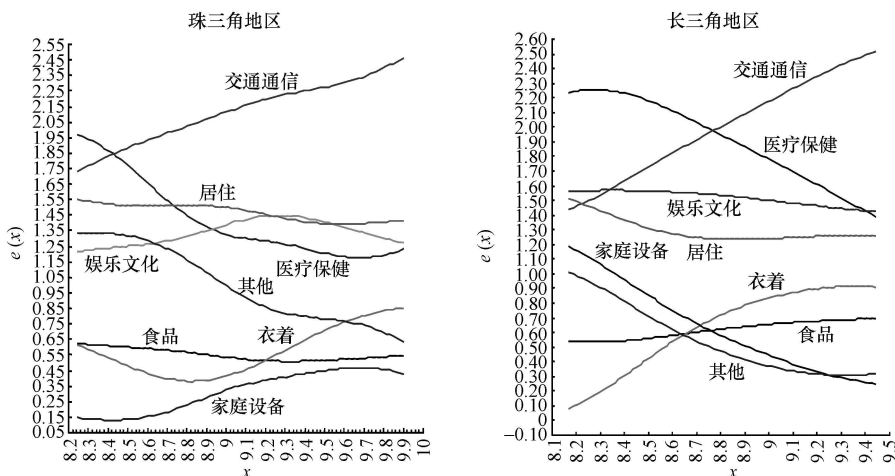 珠三角地区
2.55
2.45
2.35
2.25
2.15
2.05
1.95
1.85
1.75
1.65
1.55
1.45
1.35
1.25
1.15
1.05
0.95
0.85
0.75
0.65
0.55
0.45
0.35
0.25
0.15
0.05
e (x)
交通通信
居住
娱乐文化
医疗保健
其他
食品
衣着
家庭设备
8.2 8.3 8.4 8.5 8.6 8.7 8.8 8.9 9 9.1 9.2 9.3 9.4 9.5 9.6 9.7 9.8 9.9 10
x
长三角地区
2.60
2.50
2.40
2.30
2.20
2.10
2.00
1.90
1.80
1.70
1.60
1.50
1.40
1.30
1.20
1.10
1.00
0.90
0.80
0.70
0.60
0.50
0.40
0.30
0.20
0.10
0
−0.10
e (x)
交通通信
医疗保健
娱乐文化
家庭设备
居住
衣着
食品
其他
8.1 8.2 8.3 8.4 8.5 8.6 8.7 8.8 8.9 9 9.1 9.2 9.3 9.4 9.5
x